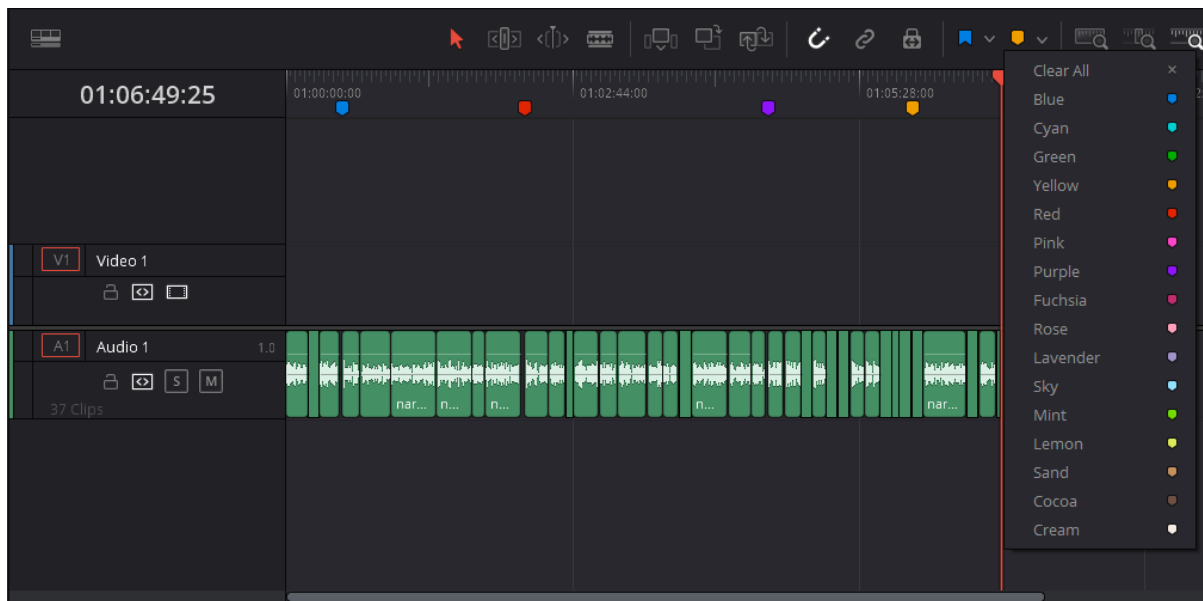 01:06:49:25
01:00:00:00
01:02:44:00
01:05:28:00
Clear All
Blue
Cyan
Green
Yellow
Red
Pink
Purple
Fuchsia
Rose
Lavender
Sky
Mint
Lemon
Sand
Cocoa
Cream
V1 Video 1
A1 Audio 1 1.0
S M
37 Clips
nar... n... n... n... nar...